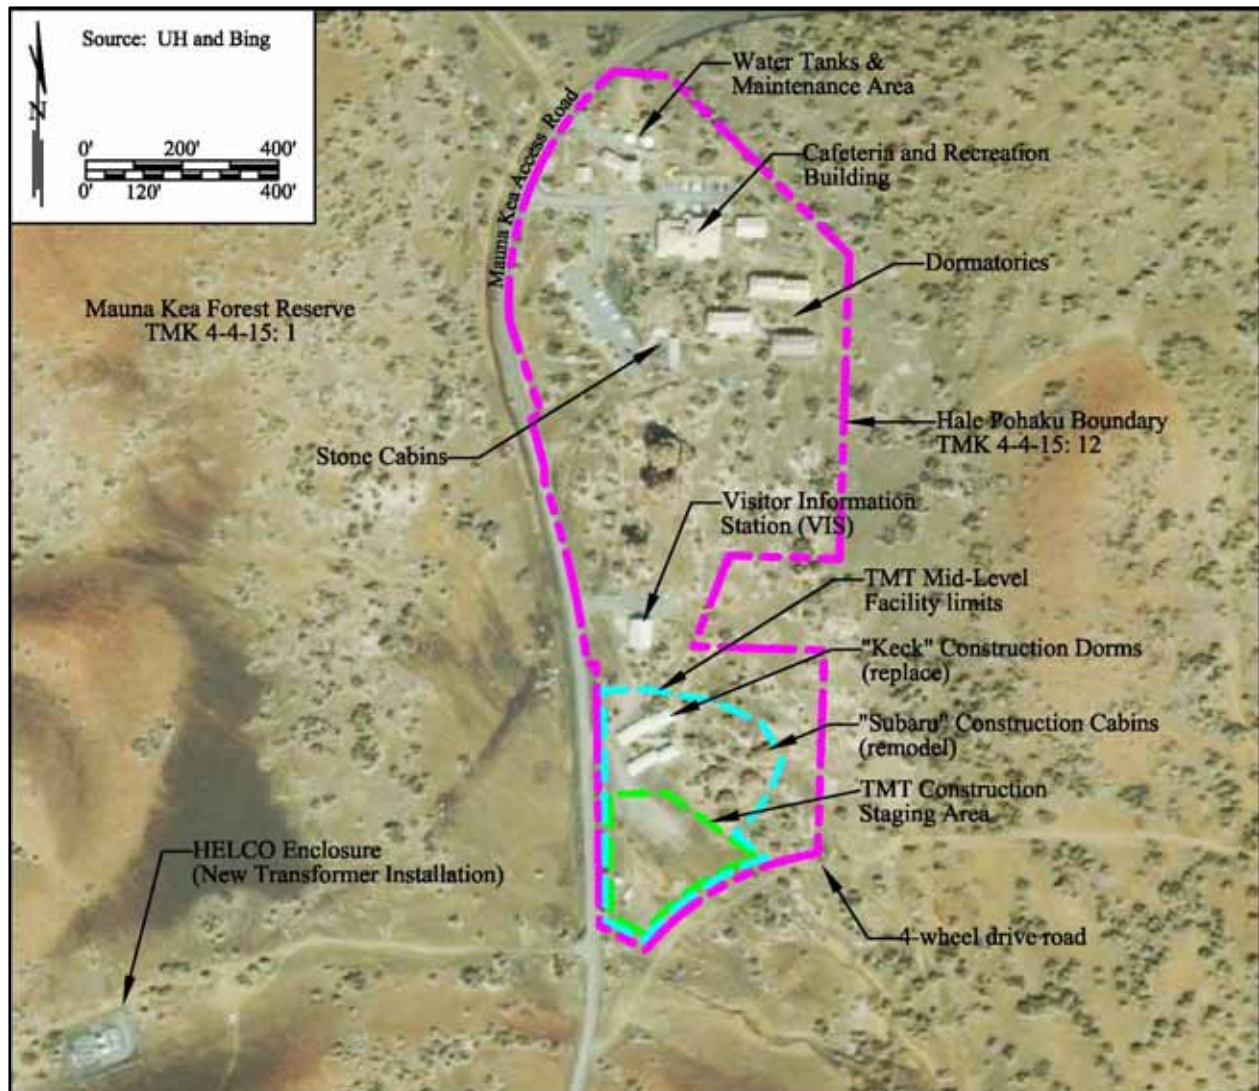 Source: UH and Bing
N
0' 200' 400'
0' 120' 400'
Water Tanks &
Maintenance Area
Mauna Kea Access Road
Cafeteria and Recreation
Building
Dormatories
Mauna Kea Forest Reserve
TMK 4-4-15: 1
Hale Pohaku Boundary
TMK 4-4-15: 12
Stone Cabins
Visitor Information
Station (VIS)
TMT Mid-Level
Facility limits
"Keck" Construction Dorms
(replace)
"Subaru" Construction Cabins
(remodel)
TMT Construction
Staging Area
HELCO Enclosure
(New Transformer Installation)
4-wheel drive road